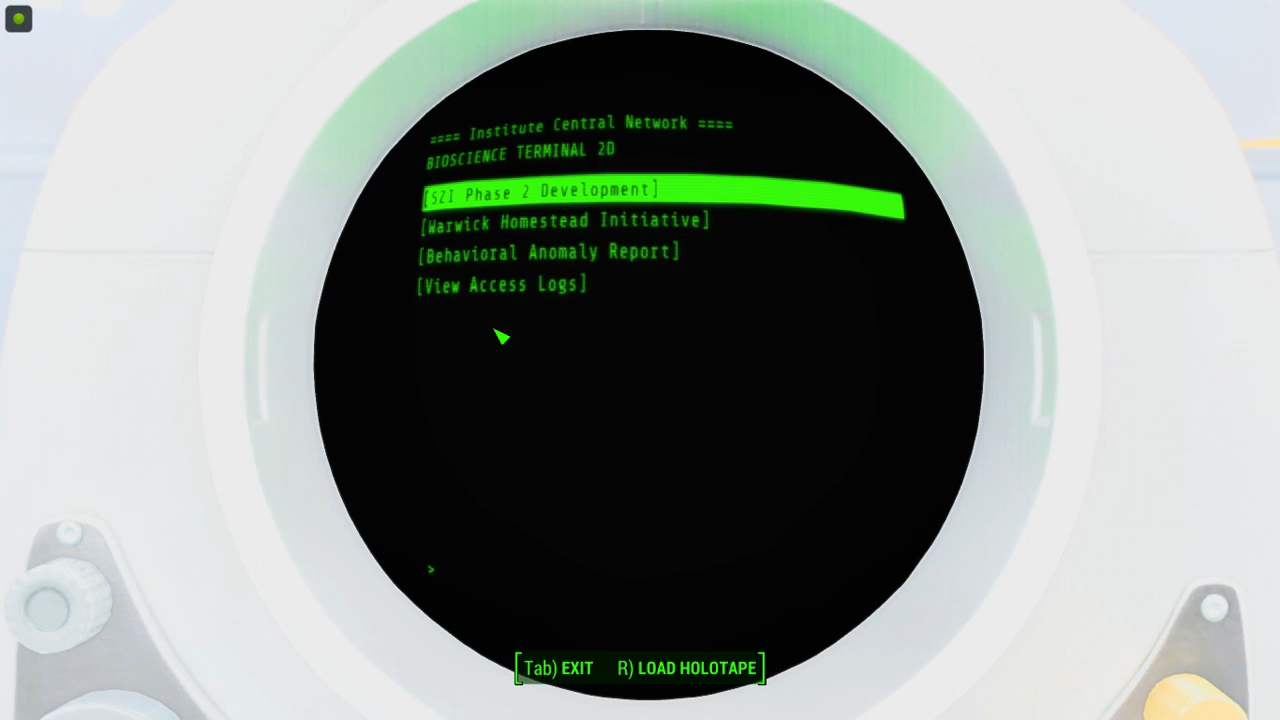 ==== Institute Central Network ====
BIOSCIENCE TERMINAL 2D
[SZI Phase 2 Development]
[Warwick Homestead Initiative]
[Behavioral Anomaly Report]
[View Access Logs]
>
Tab) EXIT R) LOAD HOLOTAPE